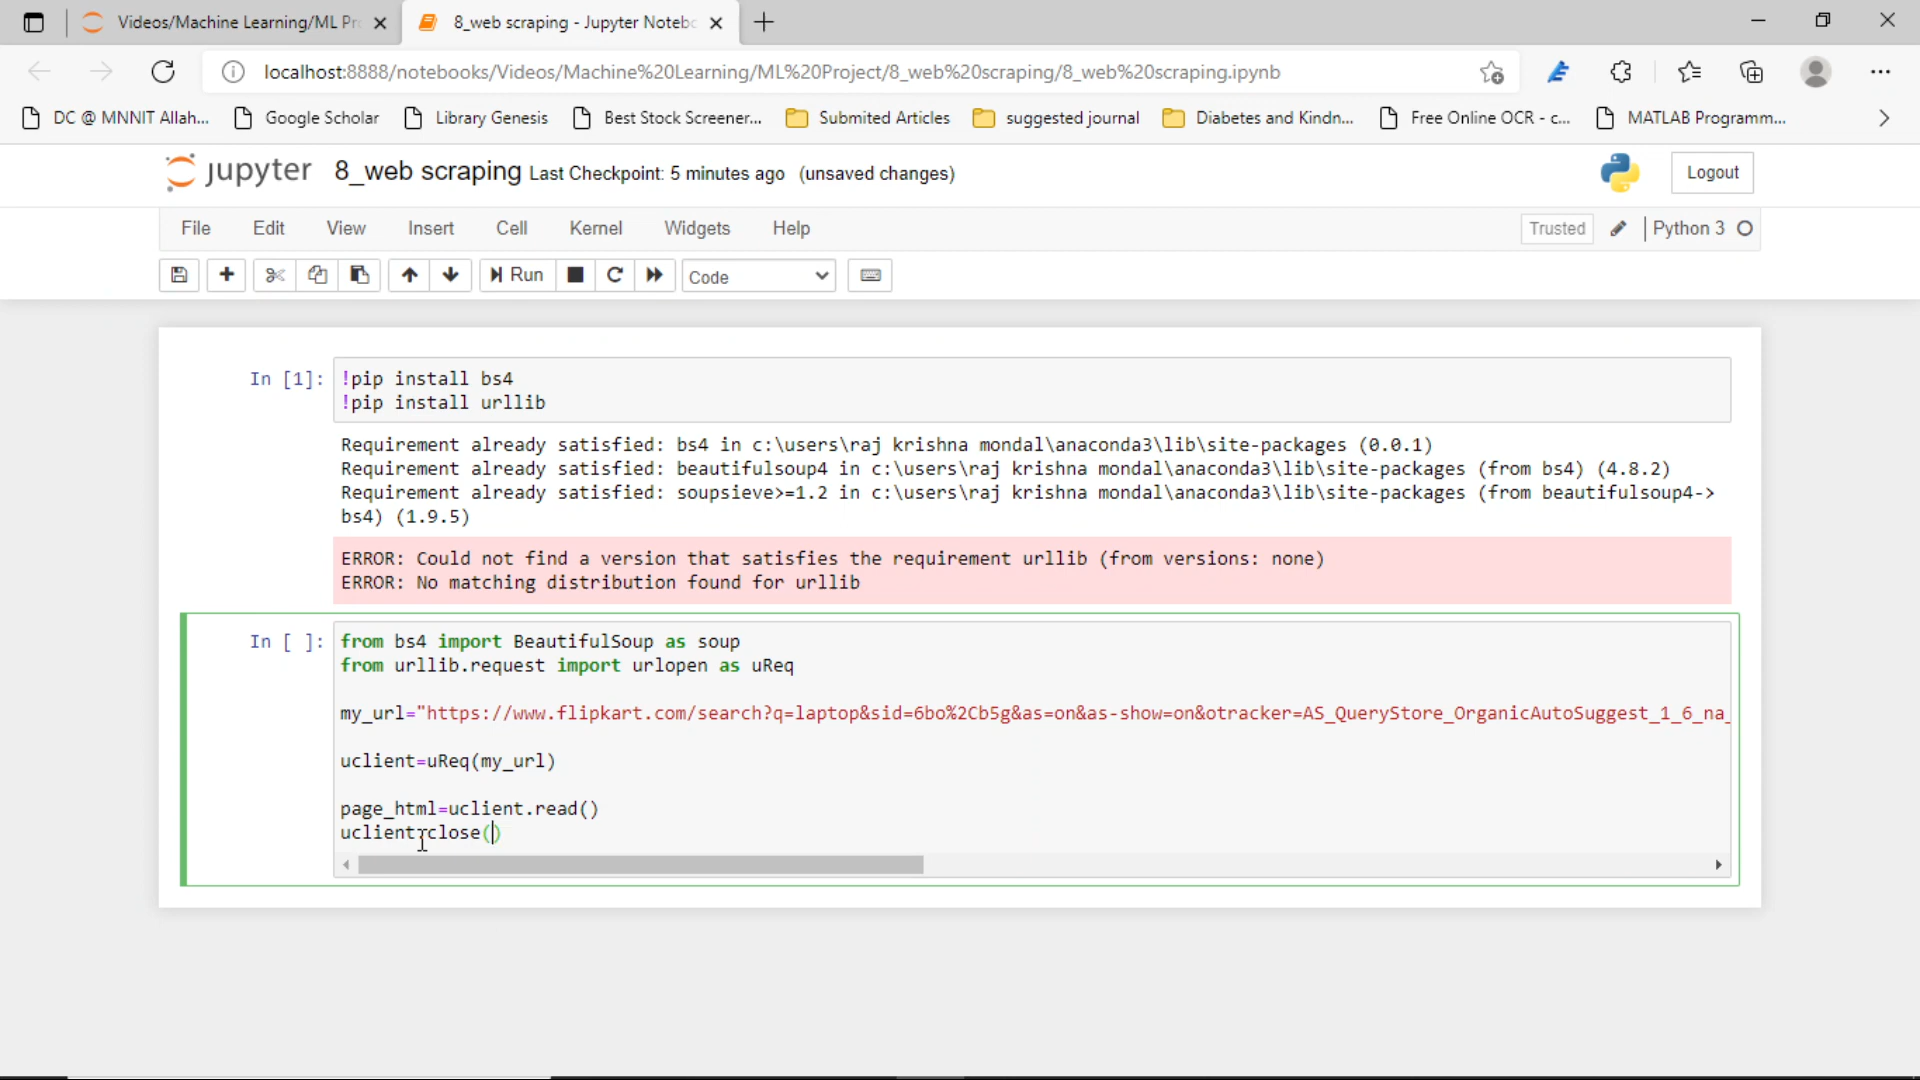 Videos/Machine Learning/ML Pr
8_web scraping - Jupyter Notebo
localhost:8888/notebooks/Videos/Machine%20Learning/ML%20Project/8_web%20scraping/8_web%20scraping.ipynb
DC @ MNNIT Allah... Google Scholar Library Genesis Best Stock Screener... Submited Articles suggested journal Diabetes and Kindn... Free Online OCR - c... MATLAB Programm...
jupyter 8_web scraping Last Checkpoint: 5 minutes ago (unsaved changes) Logout
File Edit View Insert Cell Kernel Widgets Help Trusted Python 3
Run Code
In [1]: !pip install bs4
!pip install urllib
Requirement already satisfied: bs4 in c:\users\raj krishna mondal\anaconda3\lib\site-packages (0.0.1)
Requirement already satisfied: beautifulsoup4 in c:\users\raj krishna mondal\anaconda3\lib\site-packages (from bs4) (4.8.2)
Requirement already satisfied: soupsieve>=1.2 in c:\users\raj krishna mondal\anaconda3\lib\site-packages (from beautifulsoup4->
bs4) (1.9.5)
ERROR: Could not find a version that satisfies the requirement urllib (from versions: none)
ERROR: No matching distribution found for urllib
In [ ]: from bs4 import BeautifulSoup as soup
from urllib.request import urlopen as uReq
my_url="https://www.flipkart.com/search?q=laptop&sid=6bo%2Cb5g&as=on&as-show=on&otracker=AS_QueryStore_OrganicAutoSuggest_1_6_na_
uclient=uReq(my_url)
page_html=uclient.read()
uclient.close()